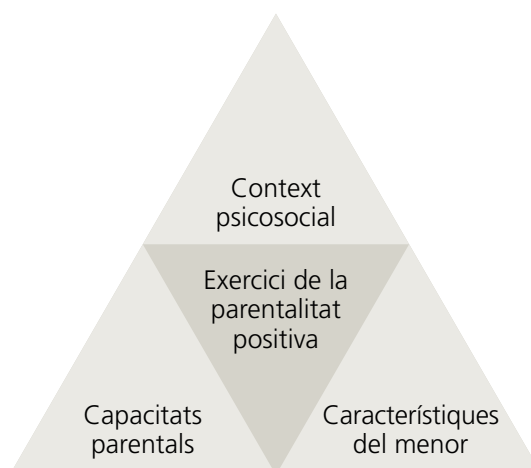 Context
psicosocial
Exercici de la
parentalitat
positiva
Capacitats
parentals
Característiques
del menor